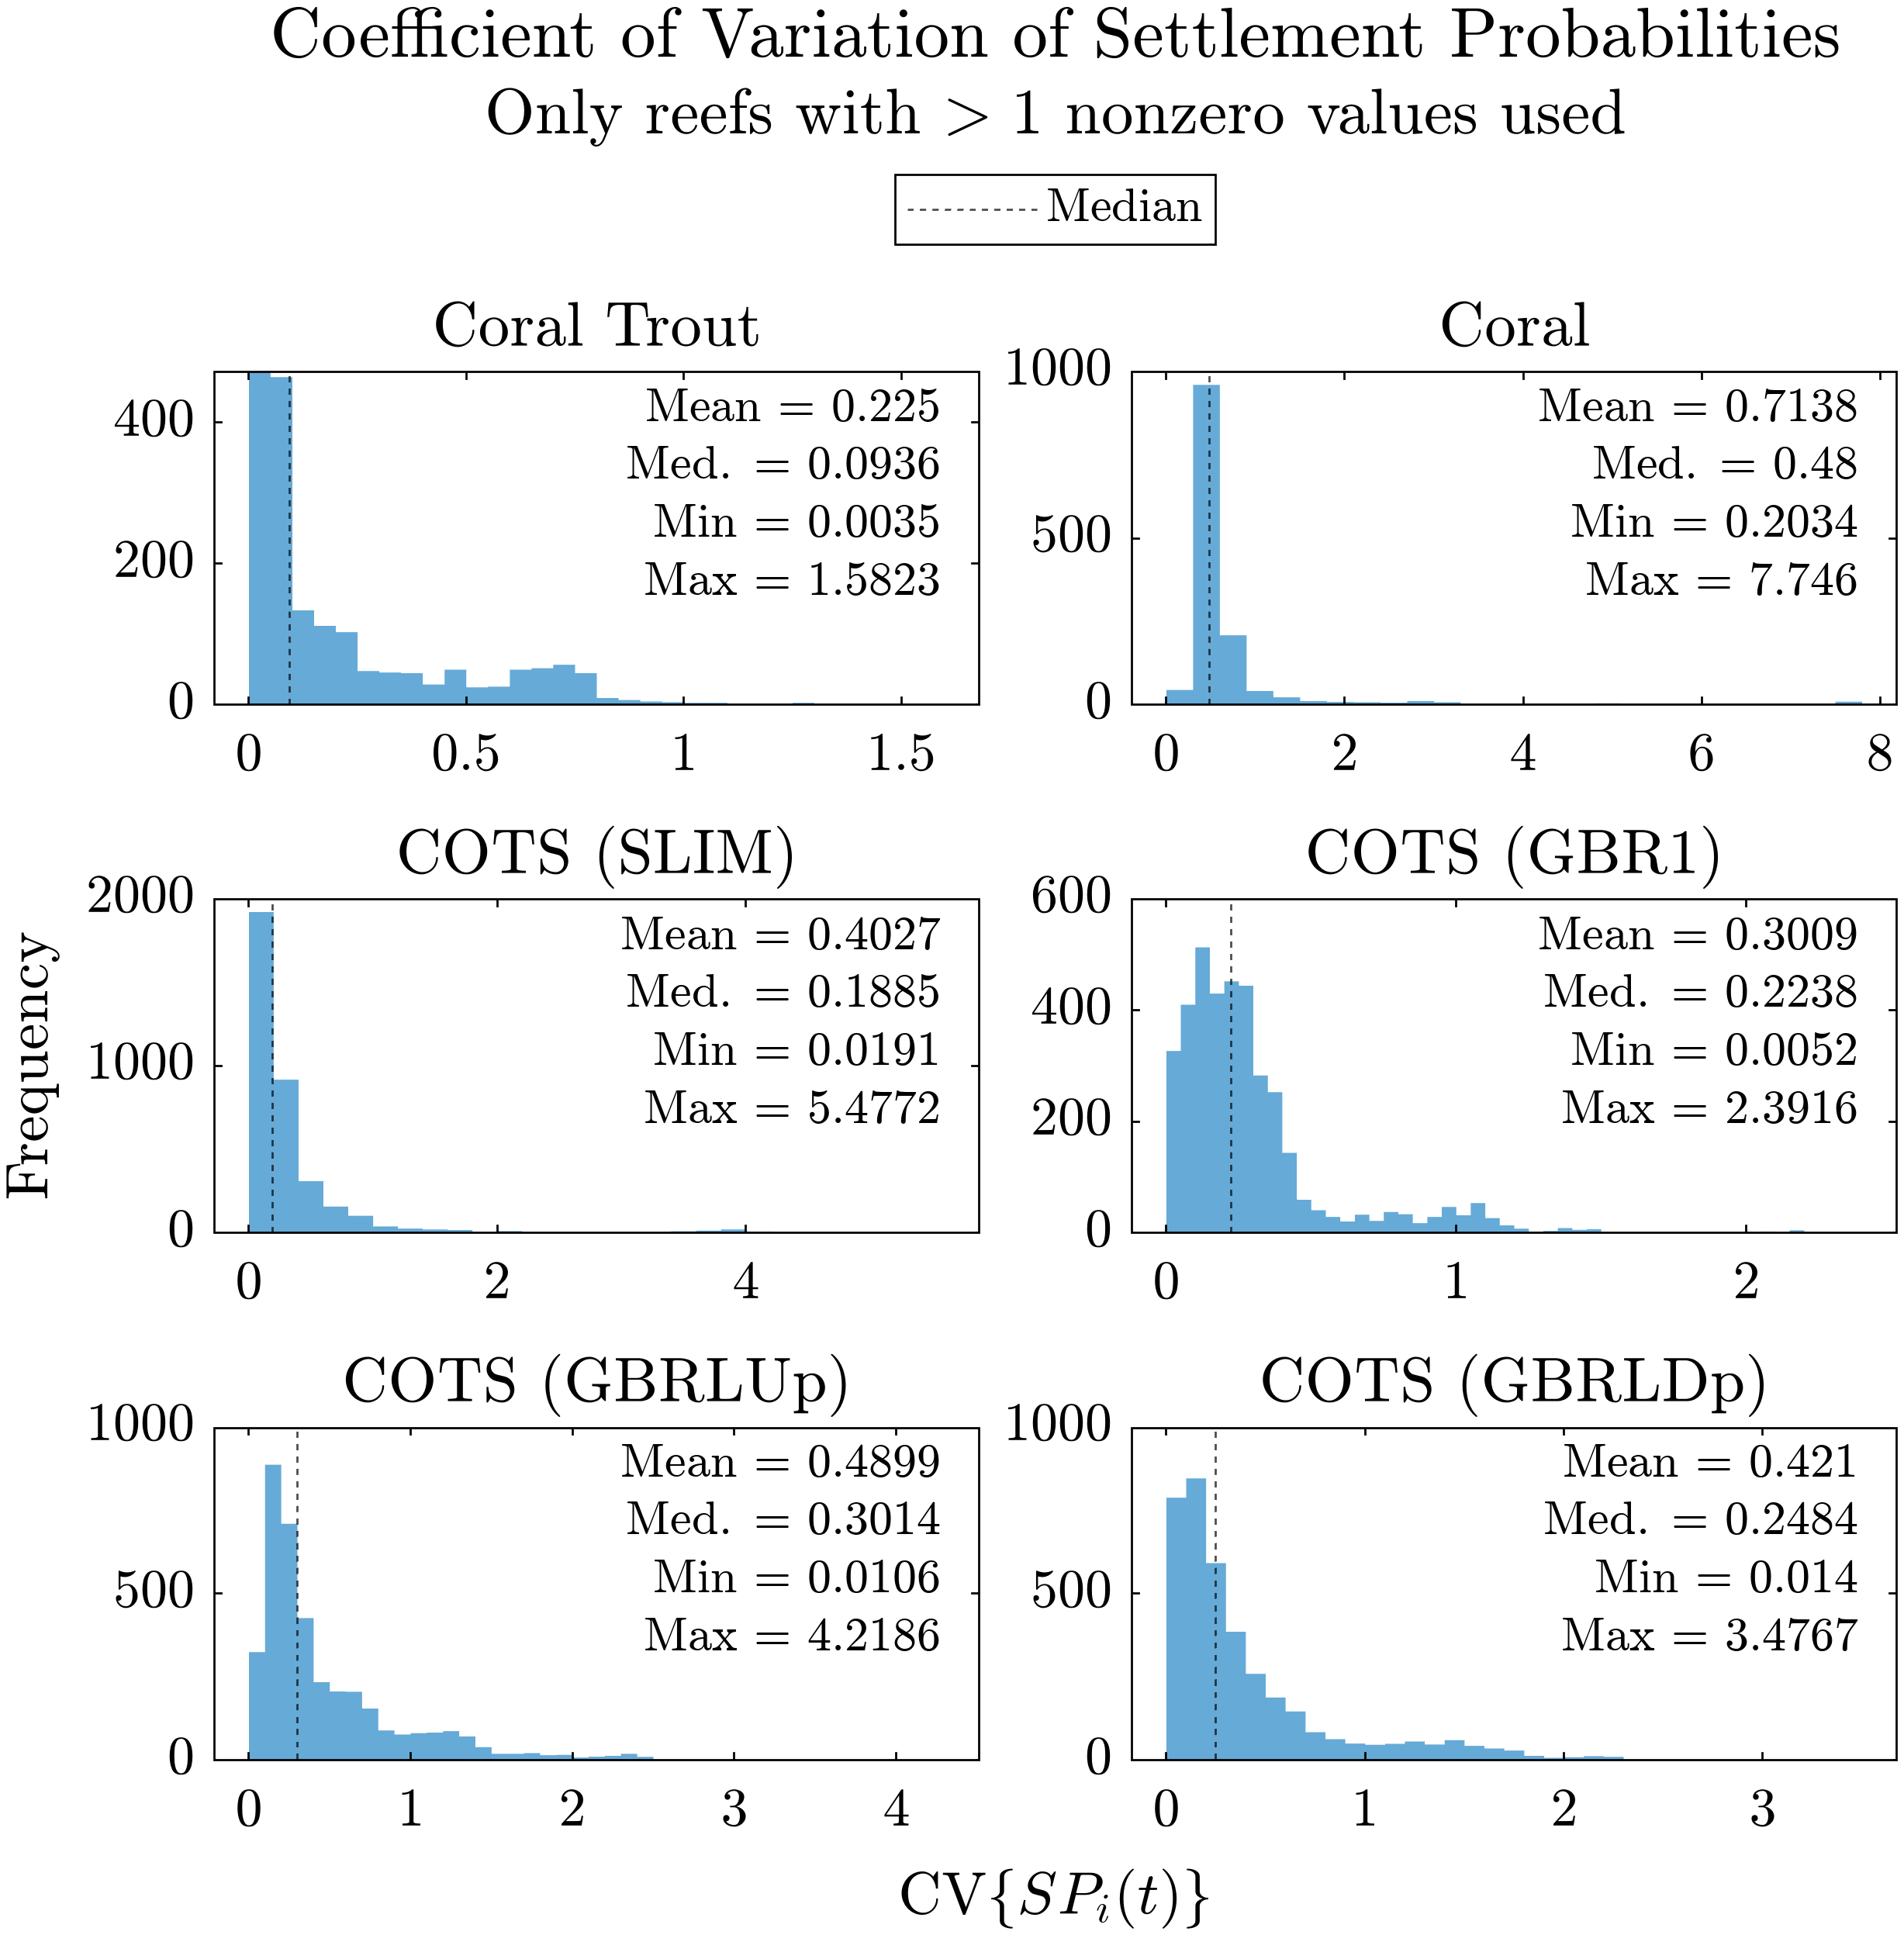 Coefficient of Variation of Settlement Probabilities
Only reefs with > 1 nonzero values used
Median
Coral Trout
Mean = 0.225
Med. = 0.0936
Min = 0.0035
Max = 1.5823
400
200
0
0 0.5 1 1.5
Coral
Mean = 0.7138
Med. = 0.48
Min = 0.2034
Max = 7.746
1000
500
0
0 2 4 6 8
COTS (SLIM)
Mean = 0.4027
Med. = 0.1885
Min = 0.0191
Max = 5.4772
2000
1000
0
0 2 4
COTS (GBR1)
Mean = 0.3009
Med. = 0.2238
Min = 0.0052
Max = 2.3916
600
400
200
0
0 1 2
Frequency
COTS (GBRLUp)
Mean = 0.4899
Med. = 0.3014
Min = 0.0106
Max = 4.2186
1000
500
0
0 1 2 3 4
COTS (GBRLDp)
Mean = 0.421
Med. = 0.2484
Min = 0.014
Max = 3.4767
1000
500
0
0 1 2 3
CV{SP_i(t)}